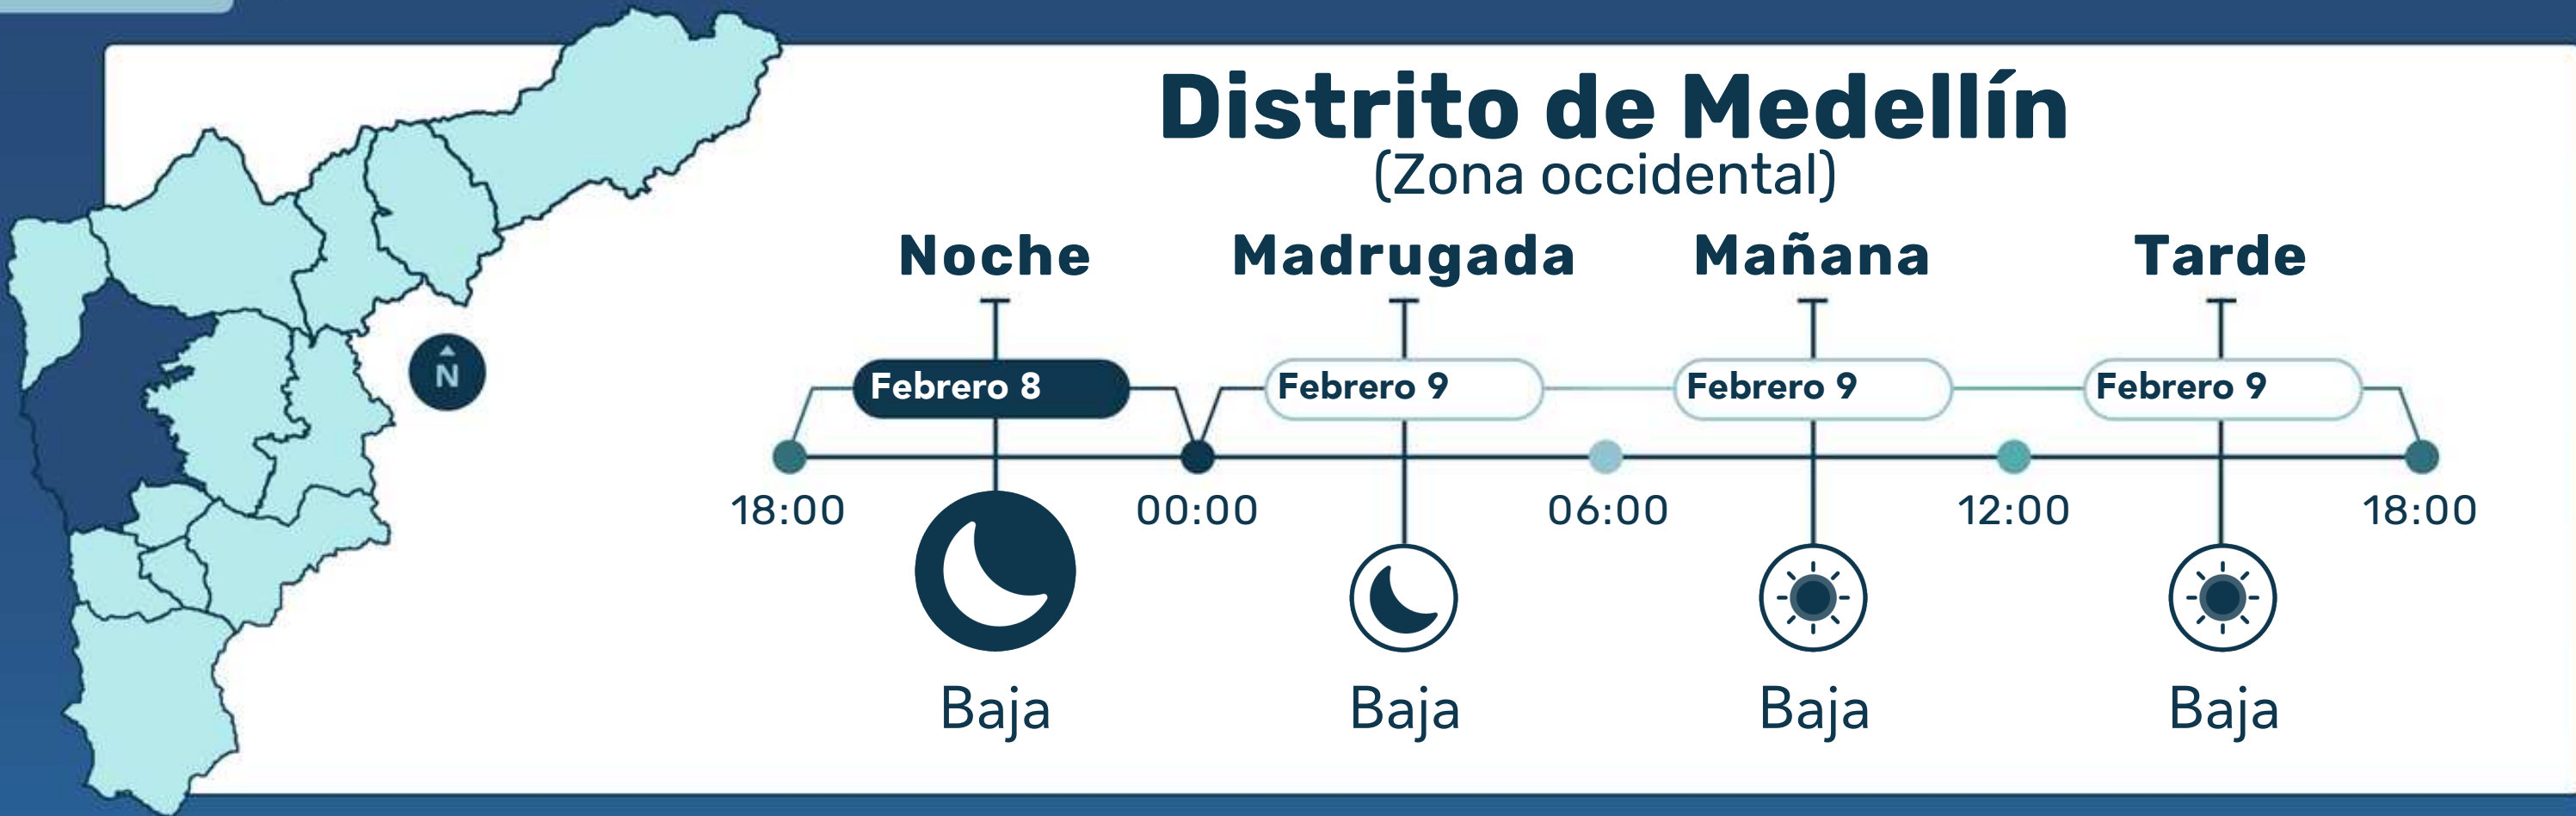 Distrito de Medellín
(Zona occidental)
Noche Madrugada Mañana Tarde
Febrero 8 Febrero 9 Febrero 9 Febrero 9
N
18:00 00:00 06:00 12:00 18:00
Baja Baja Baja Baja